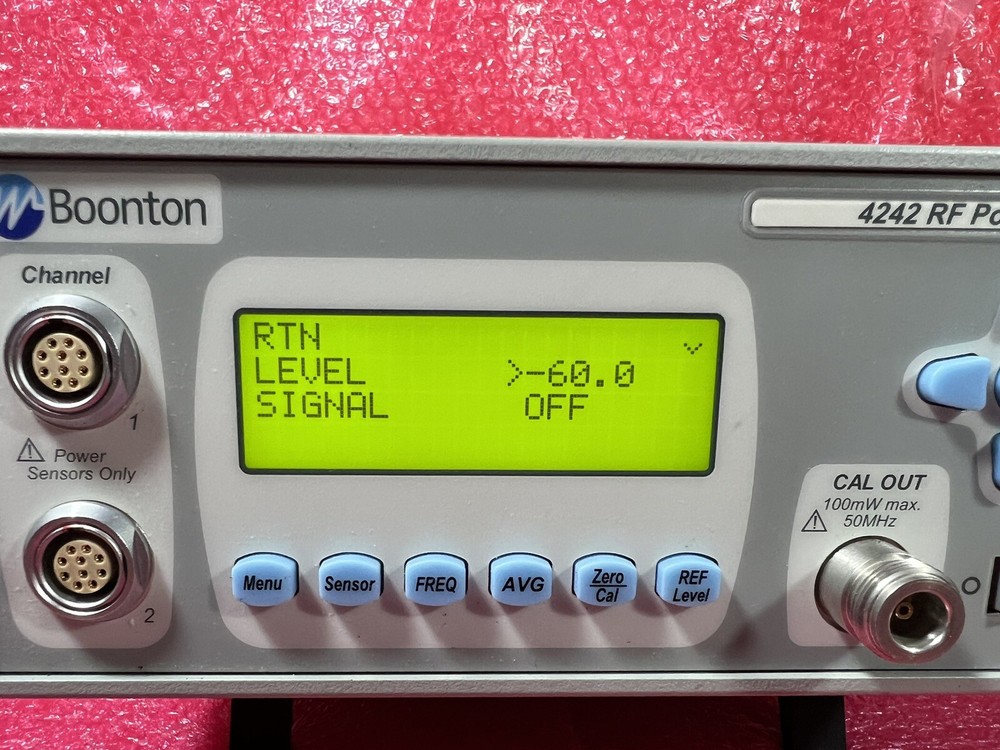 Boonton
4242 RF
Channel
1
Power
Sensors Only
2
RTN
LEVEL >-60.0
SIGNAL OFF
Menu
Sensor
FREQ
AVG
Zero
Cal
REF
Level
CAL OUT
100mW max.
50MHz